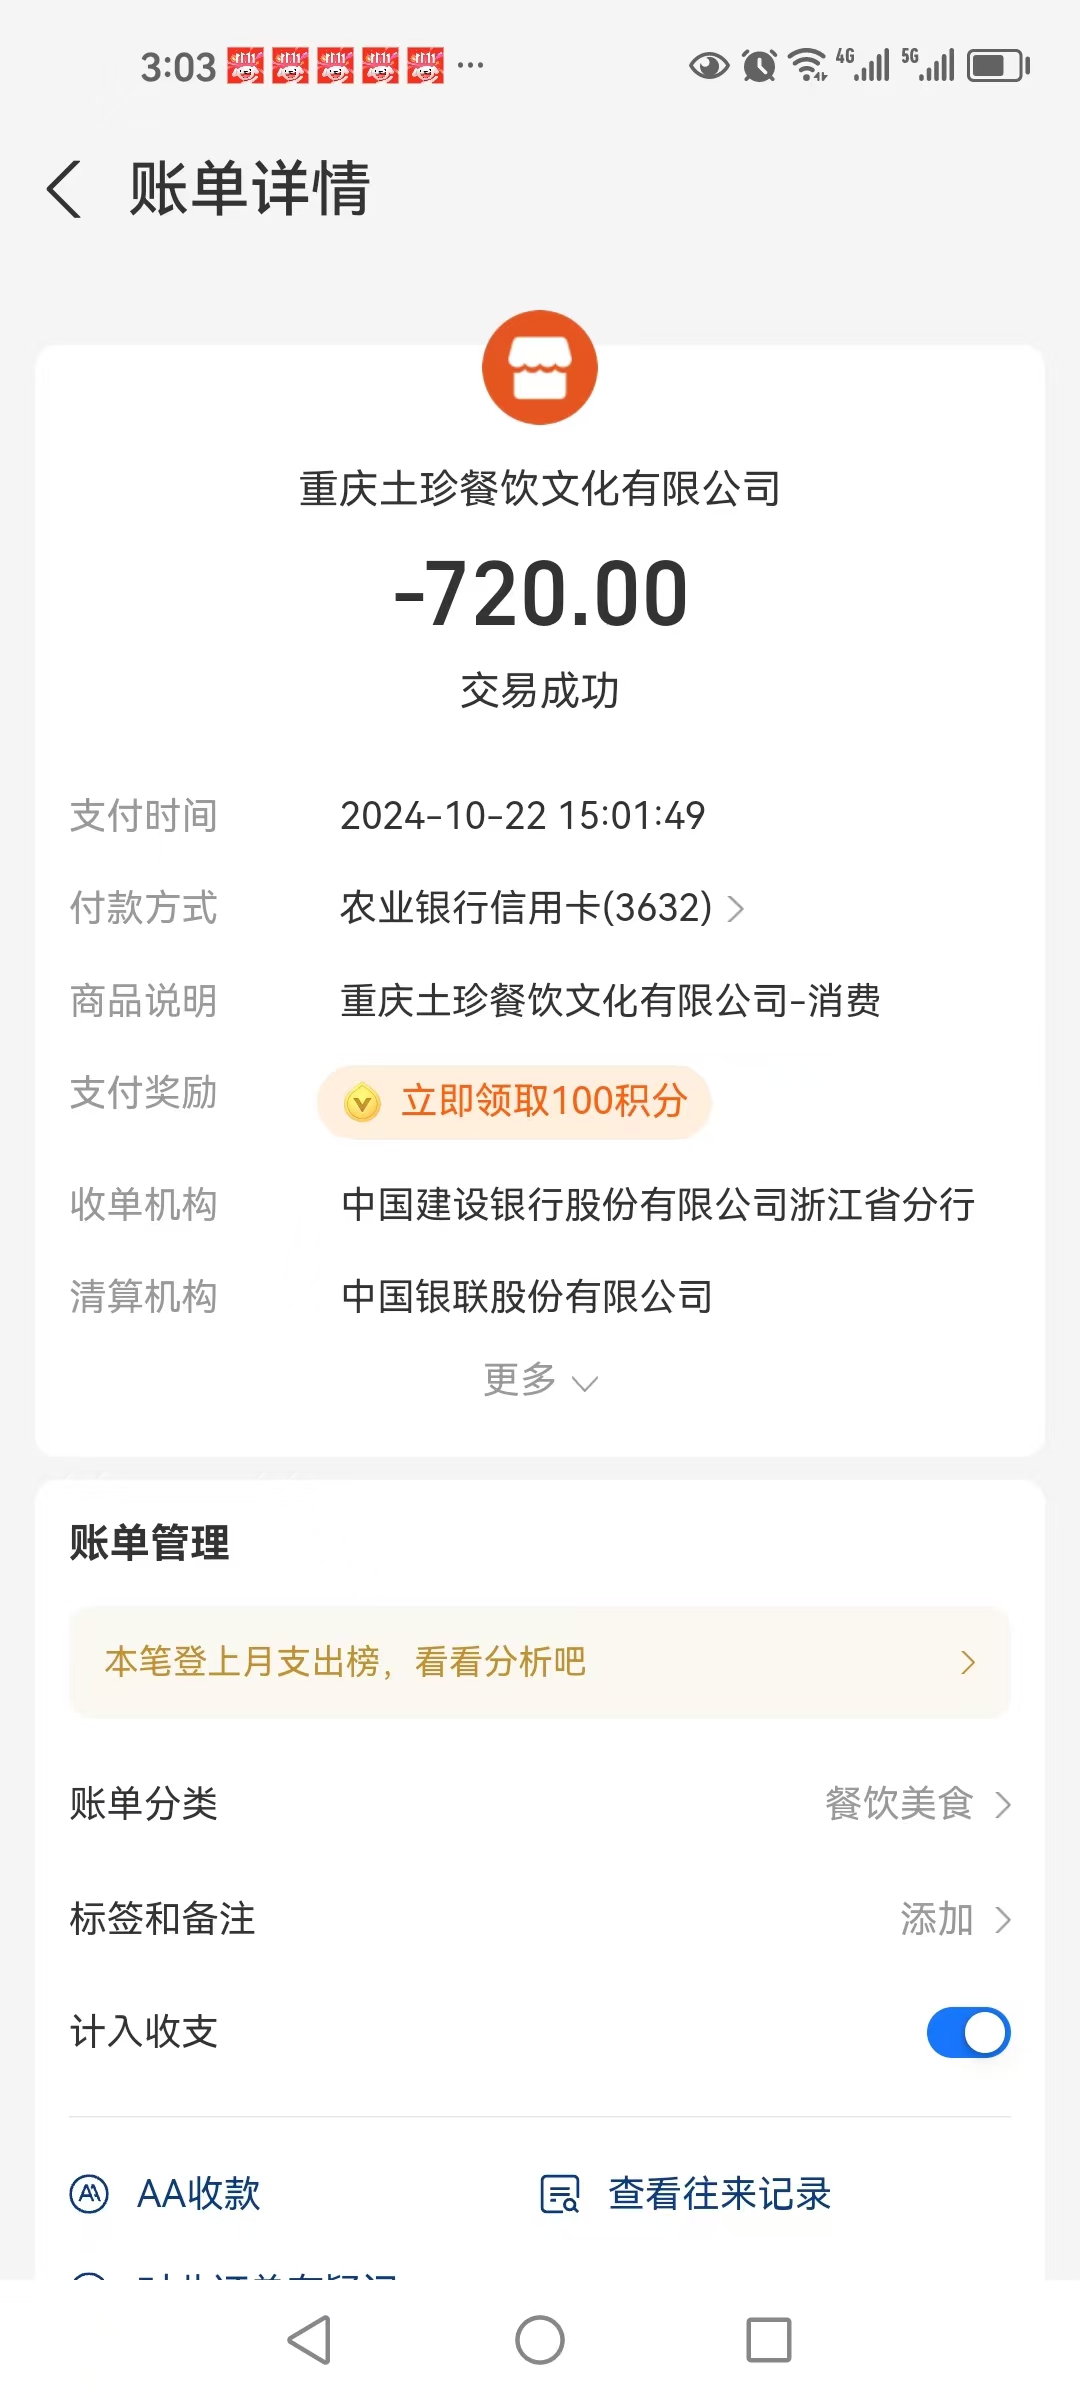 3:03
4G 5G
账单详情
重庆土珍餐饮文化有限公司
-720.00
交易成功
支付时间 2024-10-22 15:01:49
付款方式 农业银行信用卡(3632)
商品说明 重庆土珍餐饮文化有限公司-消费
支付奖励 立即领取100积分
收单机构 中国建设银行股份有限公司浙江省分行
清算机构 中国银联股份有限公司
更多
账单管理
本笔登上月支出榜，看看分析吧
账单分类 餐饮美食
标签和备注 添加
计入收支
AA收款 查看往来记录